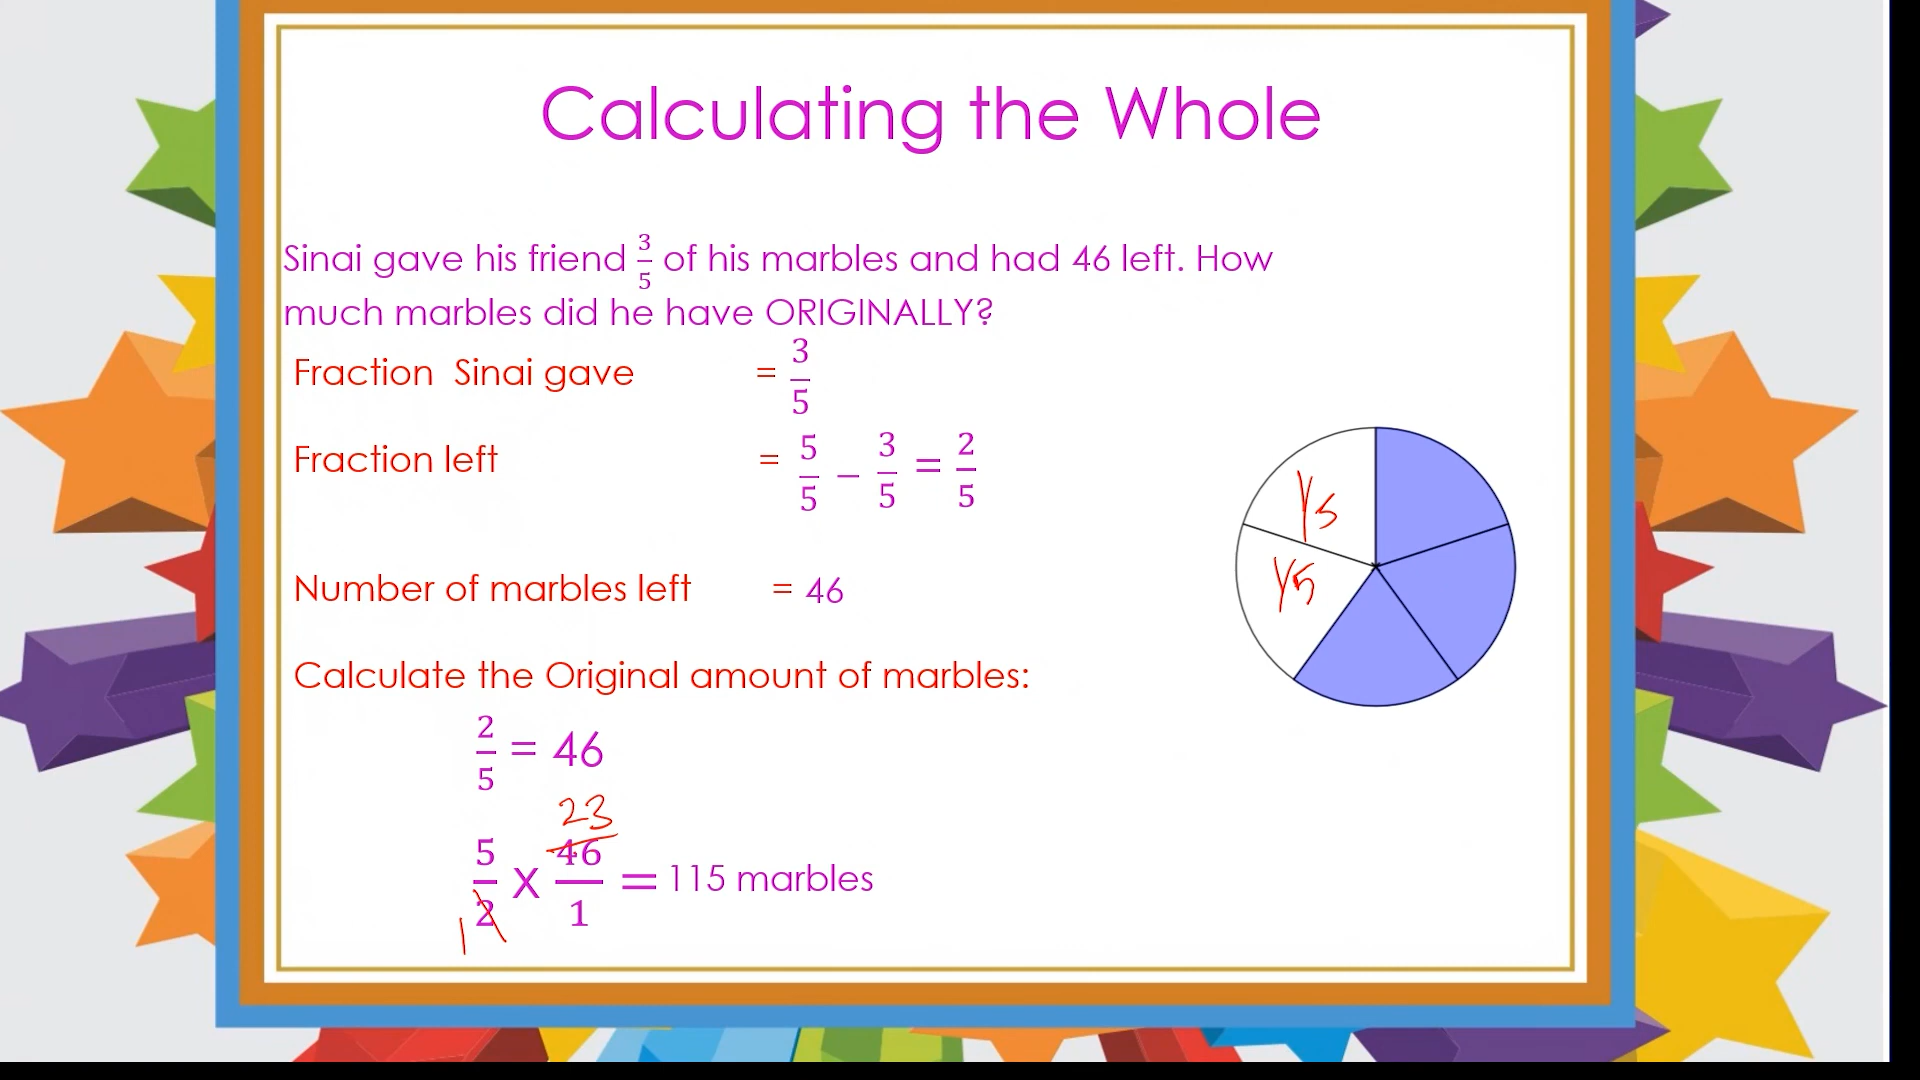 Calculating the Whole
Sinai gave his friend 3/5 of his marbles and had 46 left. How
much marbles did he have ORIGINALLY?
Fraction Sinai gave = 3/5
Fraction left = 5/5 − 3/5 = 2/5
1/5
1/5
Number of marbles left = 46
Calculate the Original amount of marbles:
2/5 = 46
23
5/2 x 46/1 = 115 marbles
1